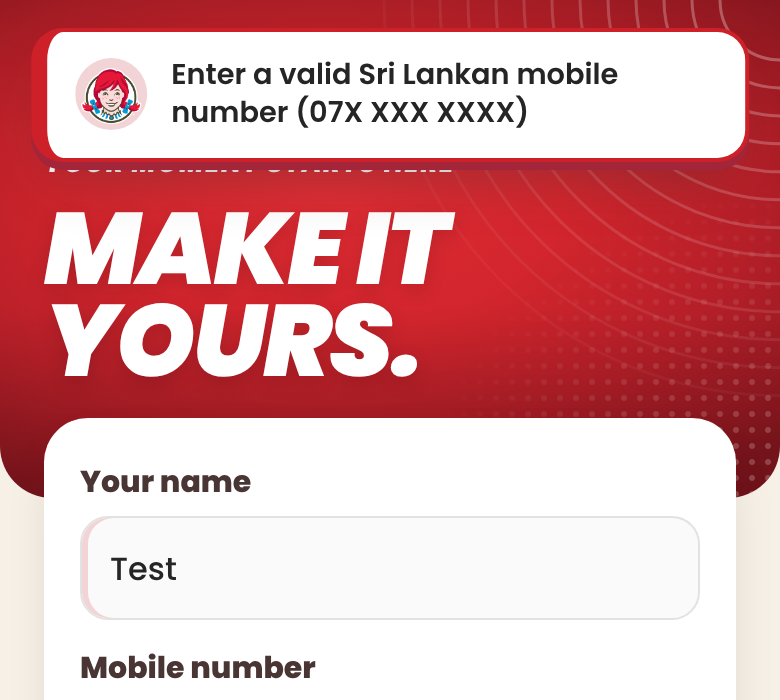 Enter a valid Sri Lankan mobile
number (07X XXX XXXX)
MAKE IT
YOURS.
Your name
Test
Mobile number